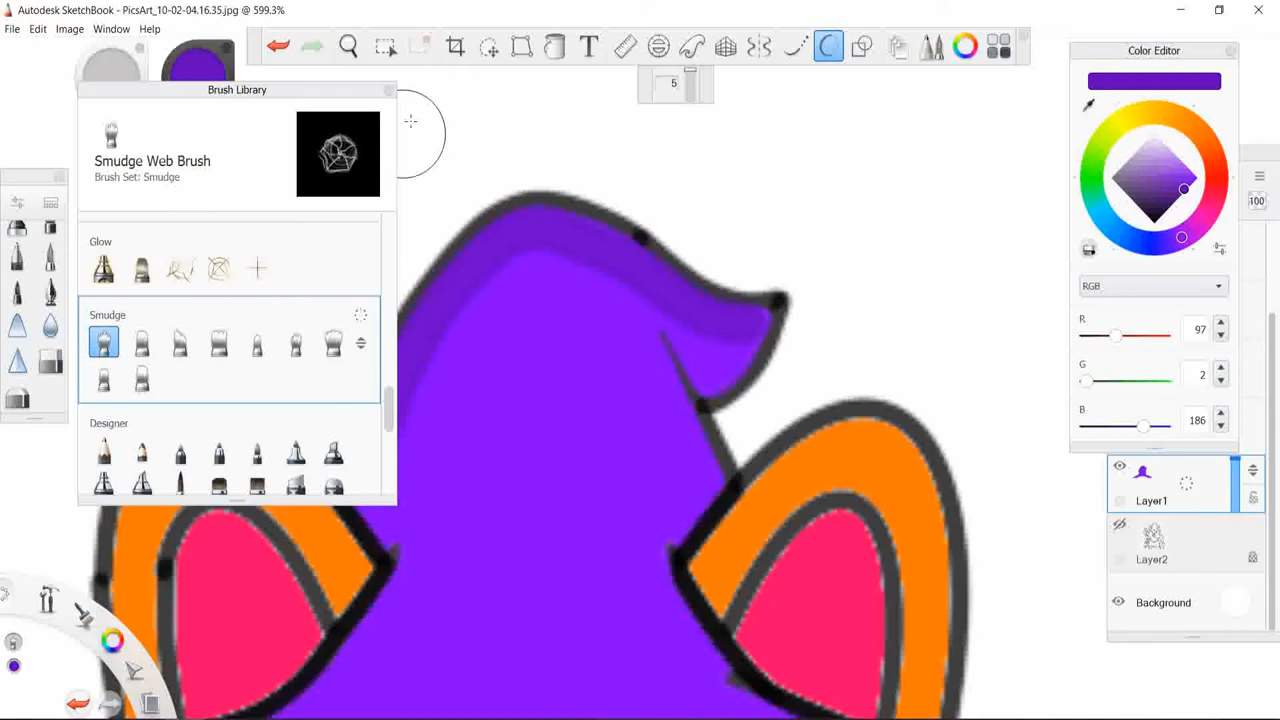 Autodesk SketchBook - PicsArt_10-02-04.16.35.jpg @ 599.3%
File Edit Image Window Help
T
5
Color Editor
Brush Library
Smudge Web Brush
Brush Set: Smudge
100
Glow
RGB
Smudge
R 97
G 2
B 186
Designer
Layer1
Layer2
Background